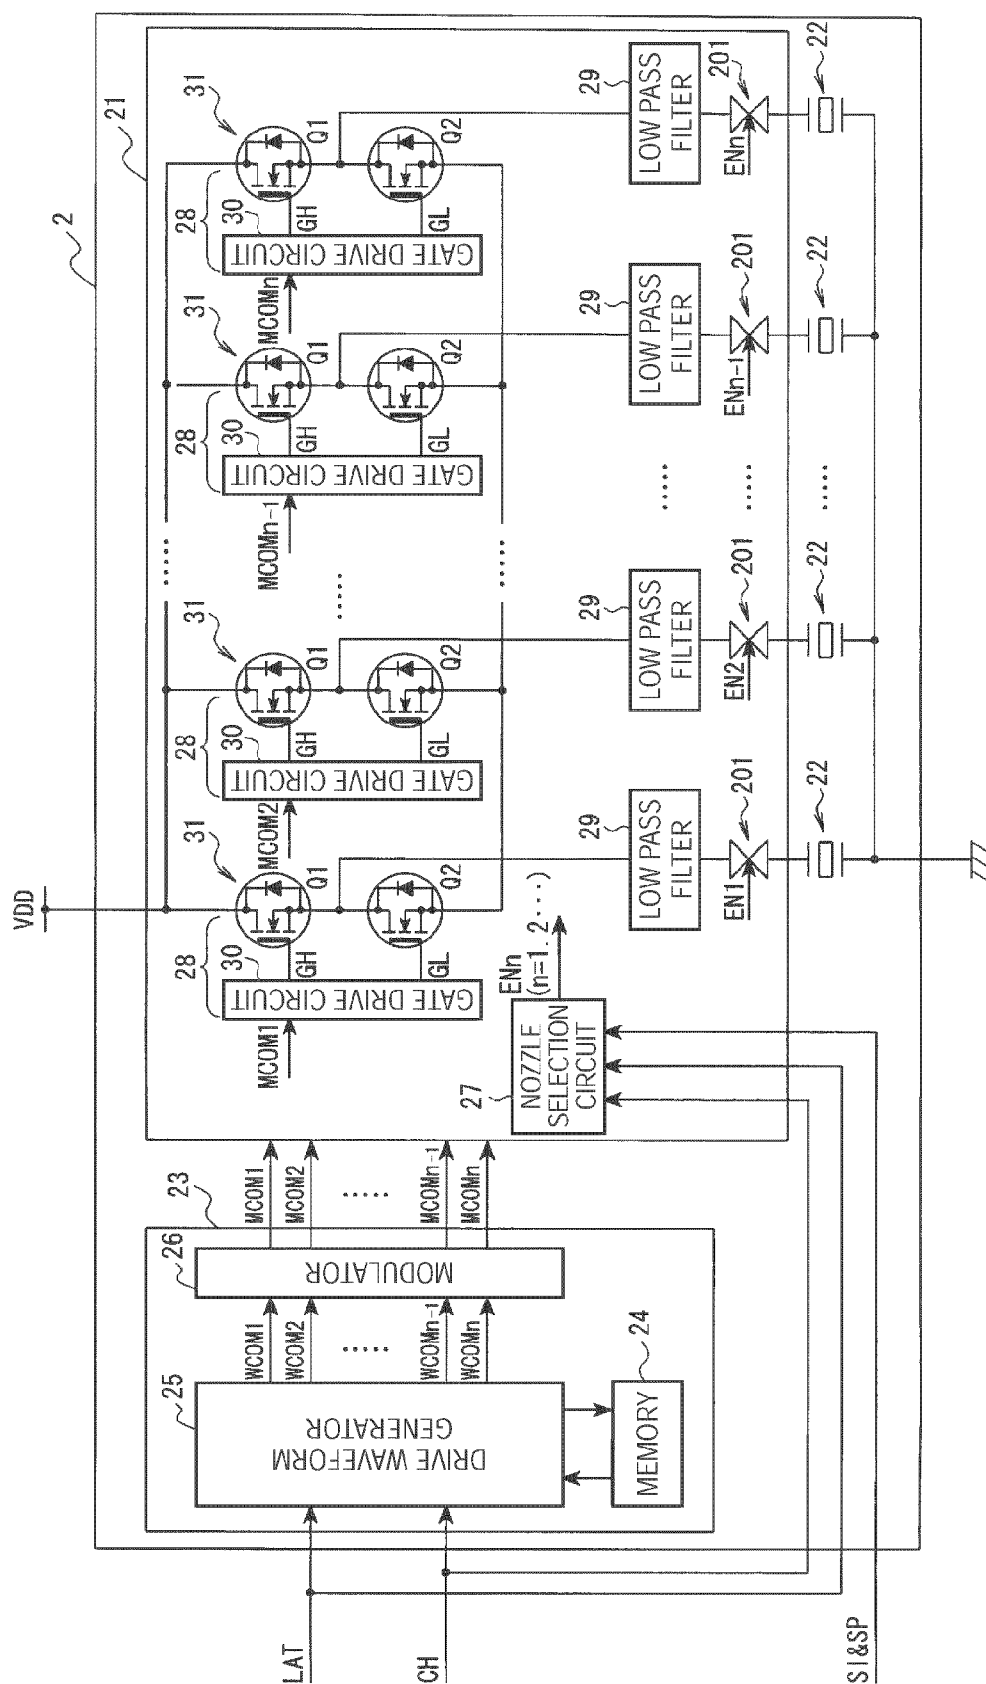 2
21
VDD
31
31
31
31
28
28
28
28
Q1
Q1
Q1
Q1
30
30
30
30
GH
GH
GH
GH
GATE DRIVE CIRCUIT
GATE DRIVE CIRCUIT
GATE DRIVE CIRCUIT
GATE DRIVE CIRCUIT
Q2
Q2
Q2
Q2
GL
GL
GL
GL
MCOM1
MCOM2
.....
MCOMn-1
MCOMn
ENn
(n=1. 2...)
27
NOZZLE
SELECTION
CIRCUIT
29
LOW PASS
FILTER
29
LOW PASS
FILTER
.....
29
LOW PASS
FILTER
29
LOW PASS
FILTER
EN1
201
EN2
201
.....
ENn-1
201
ENn
201
22
22
.....
22
22
23
MCOM1
MCOM2
.....
MCOMn-1
MCOMn
26
MODULATOR
WCOM1
WCOM2
.....
WCOMn-1
WCOMn
25
DRIVE WAVEFORM
GENERATOR
24
MEMORY
LAT
CH
SI&SP